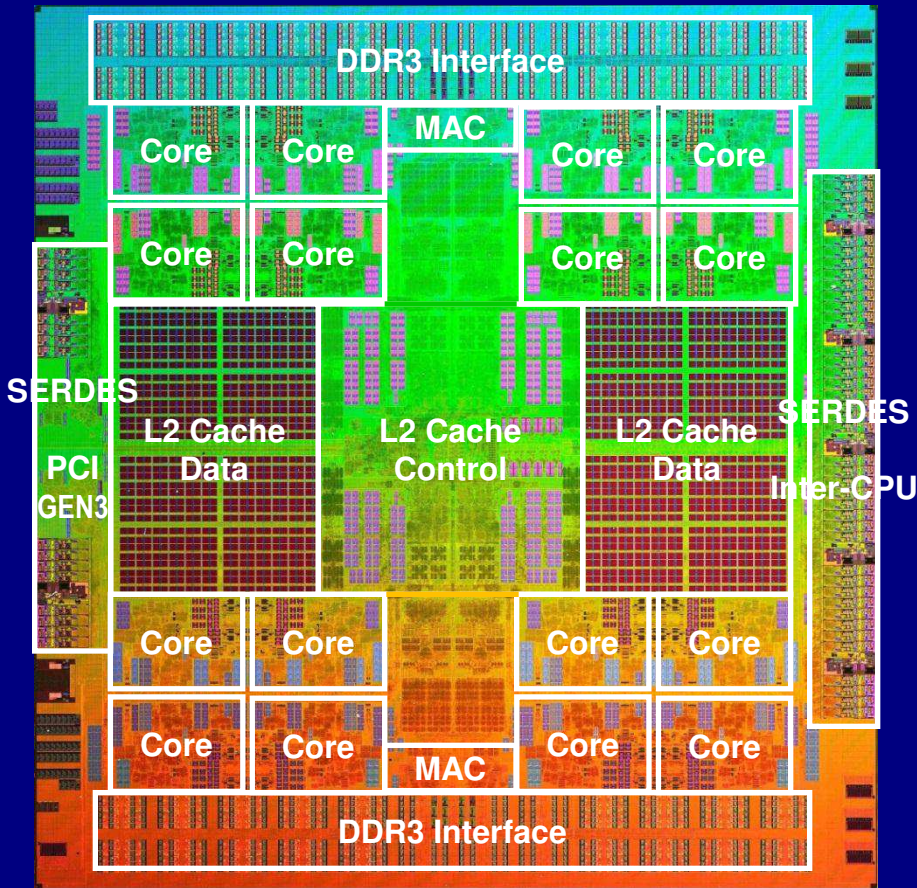 DDR3 Interface
MAC
Core
Core
Core
Core
Core
Core
Core
Core
SERDES
PCI
GEN3
L2 Cache
Data
L2 Cache
Control
L2 Cache
Data
SERDES
Inter-CPU
Core
Core
Core
Core
Core
Core
Core
Core
MAC
DDR3 Interface